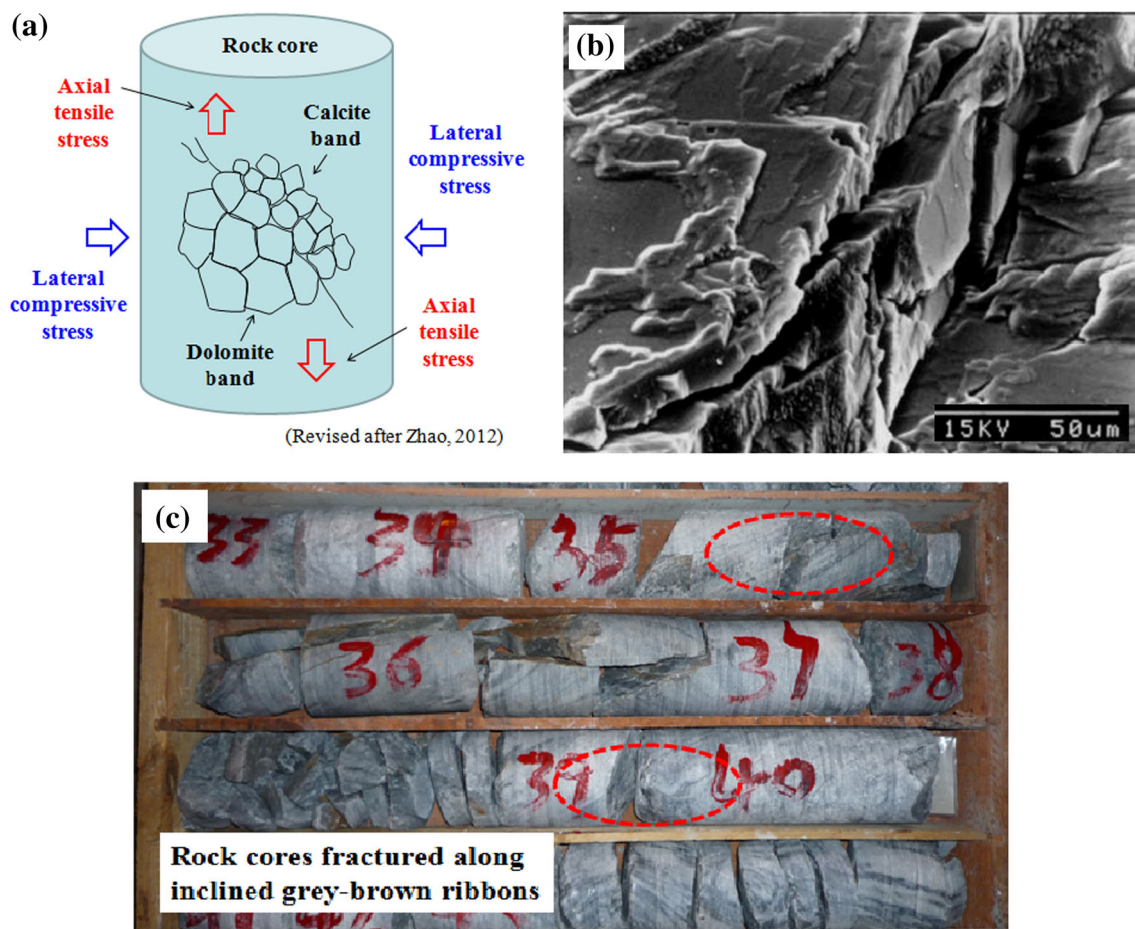 (a)
Rock core
Axial
tensile
stress
Calcite
band
Lateral
compressive
stress
Lateral
compressive
stress
Axial
tensile
stress
Dolomite
band
(Revised after Zhao, 2012)
(b)
15KV 50μm
(c)
33 34 35
36 37 38
39 40
Rock cores fractured along
inclined grey-brown ribbons